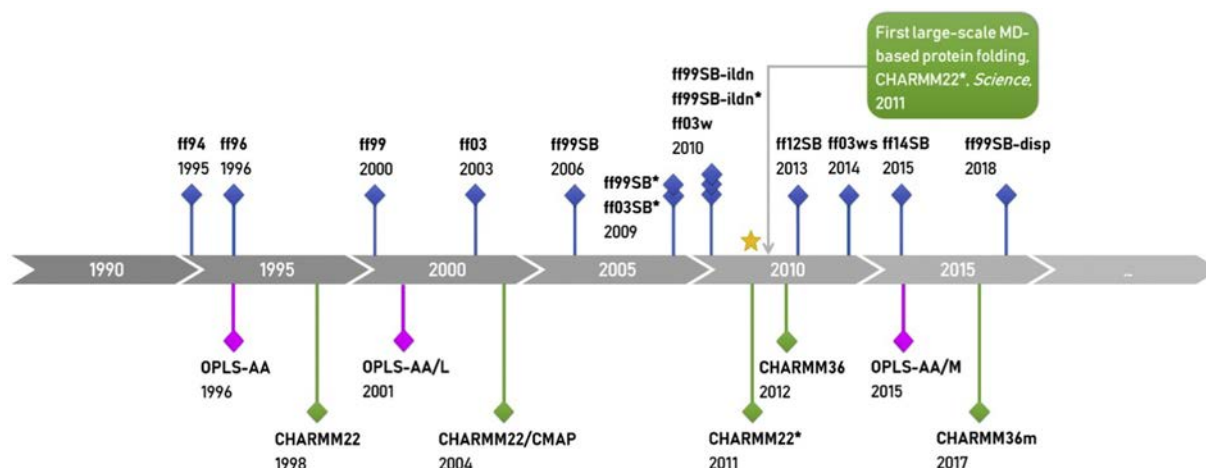 First large-scale MD-
based protein folding,
CHARMM22*, Science,
2011
ff94
1995
ff96
1996
ff99
2000
ff03
2003
ff99SB
2006
ff99SB*
ff03SB*
2009
ff99SB-ildn
ff99SB-ildn*
ff03w
2010
ff12SB
2013
ff03ws
2014
ff14SB
2015
ff99SB-disp
2018
1990
1995
2000
2005
2010
2015
...
OPLS-AA
1996
CHARMM22
1998
OPLS-AA/L
2001
CHARMM22/CMAP
2004
CHARMM22*
2011
CHARMM36
2012
OPLS-AA/M
2015
CHARMM36m
2017